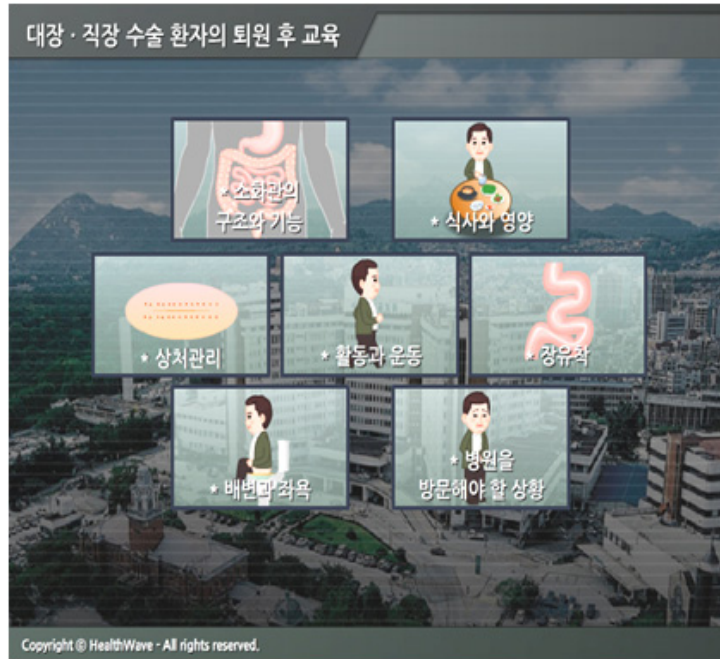 대장 · 직장 수술 환자의 퇴원 후 교육
* 소화관의
구조와 기능
* 식사와 영양
* 상처관리
* 활동과 운동
* 장유착
* 배변과 좌욕
* 병원을
방문해야 할 상황
Copyright © HealthWave - All rights reserved.